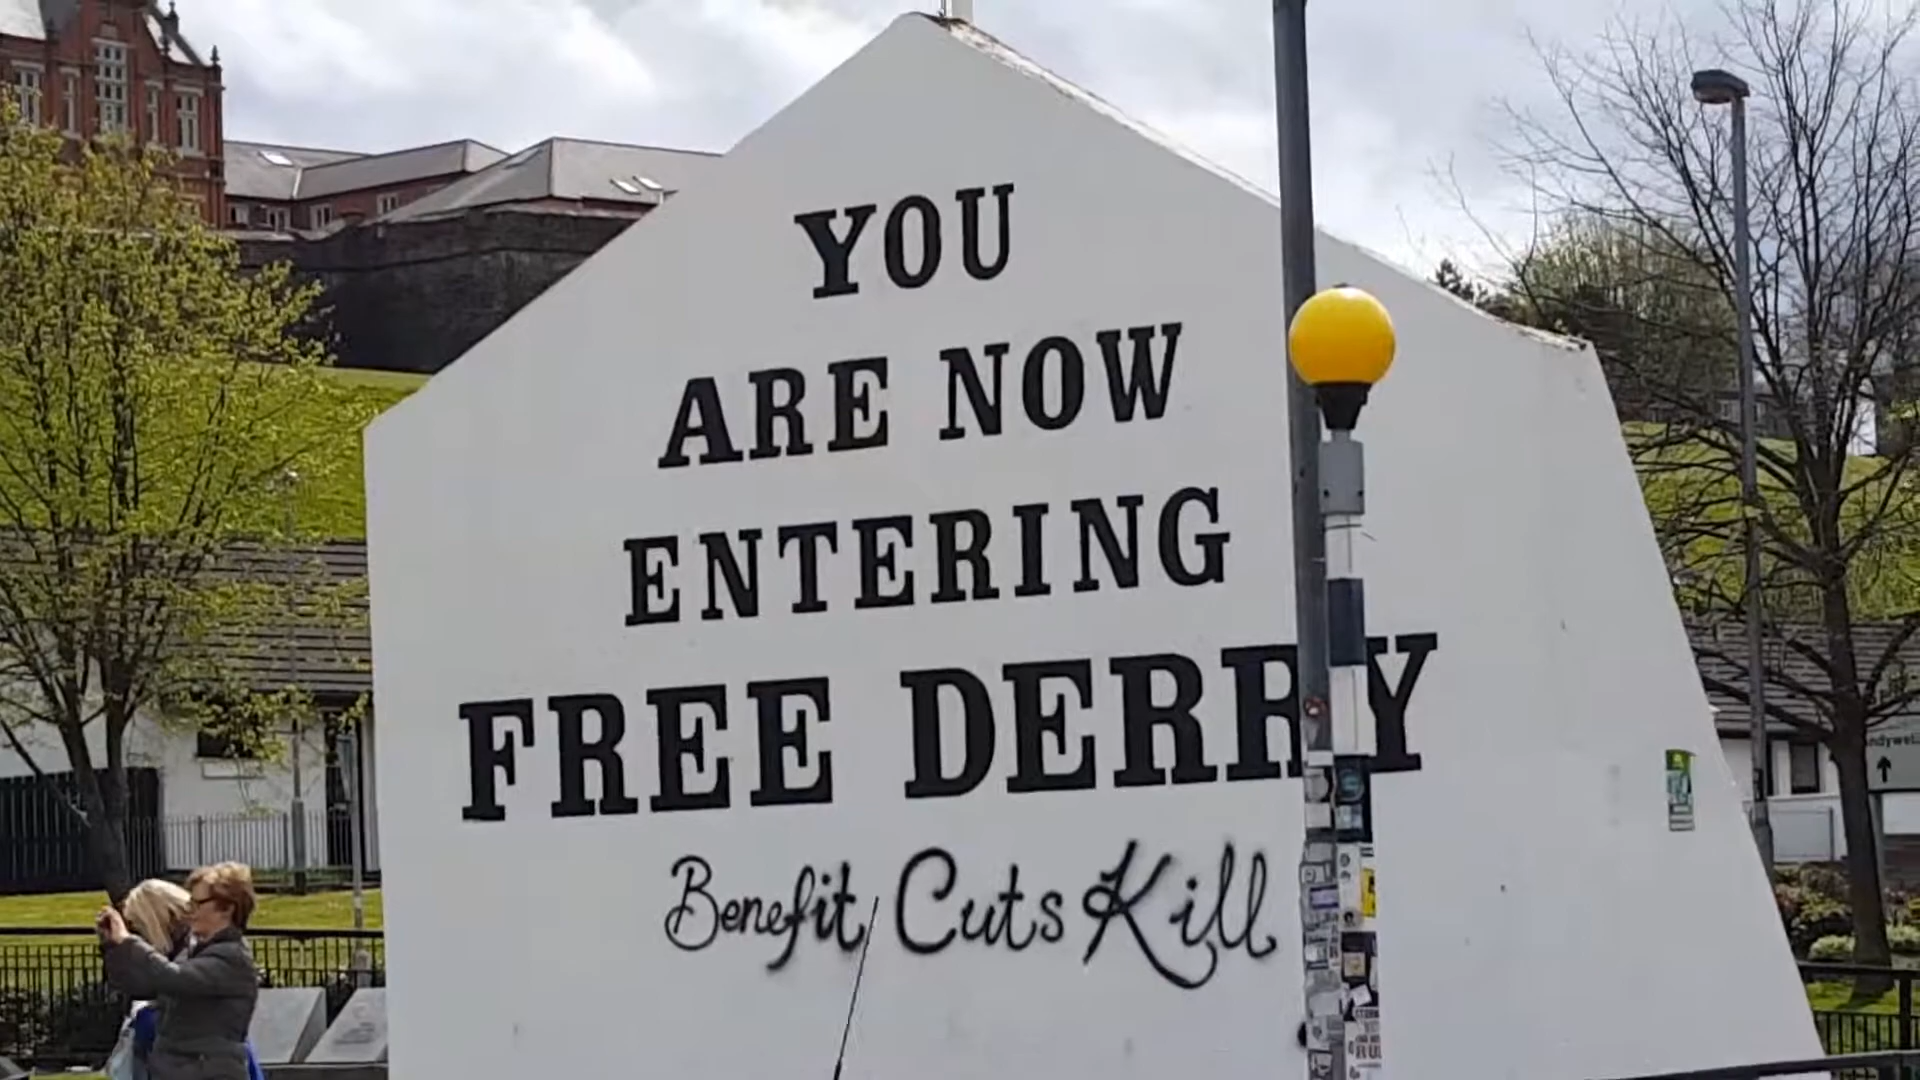 YOU
ARE NOW
ENTERING
FREE DERRY
Benefit Cuts Kill